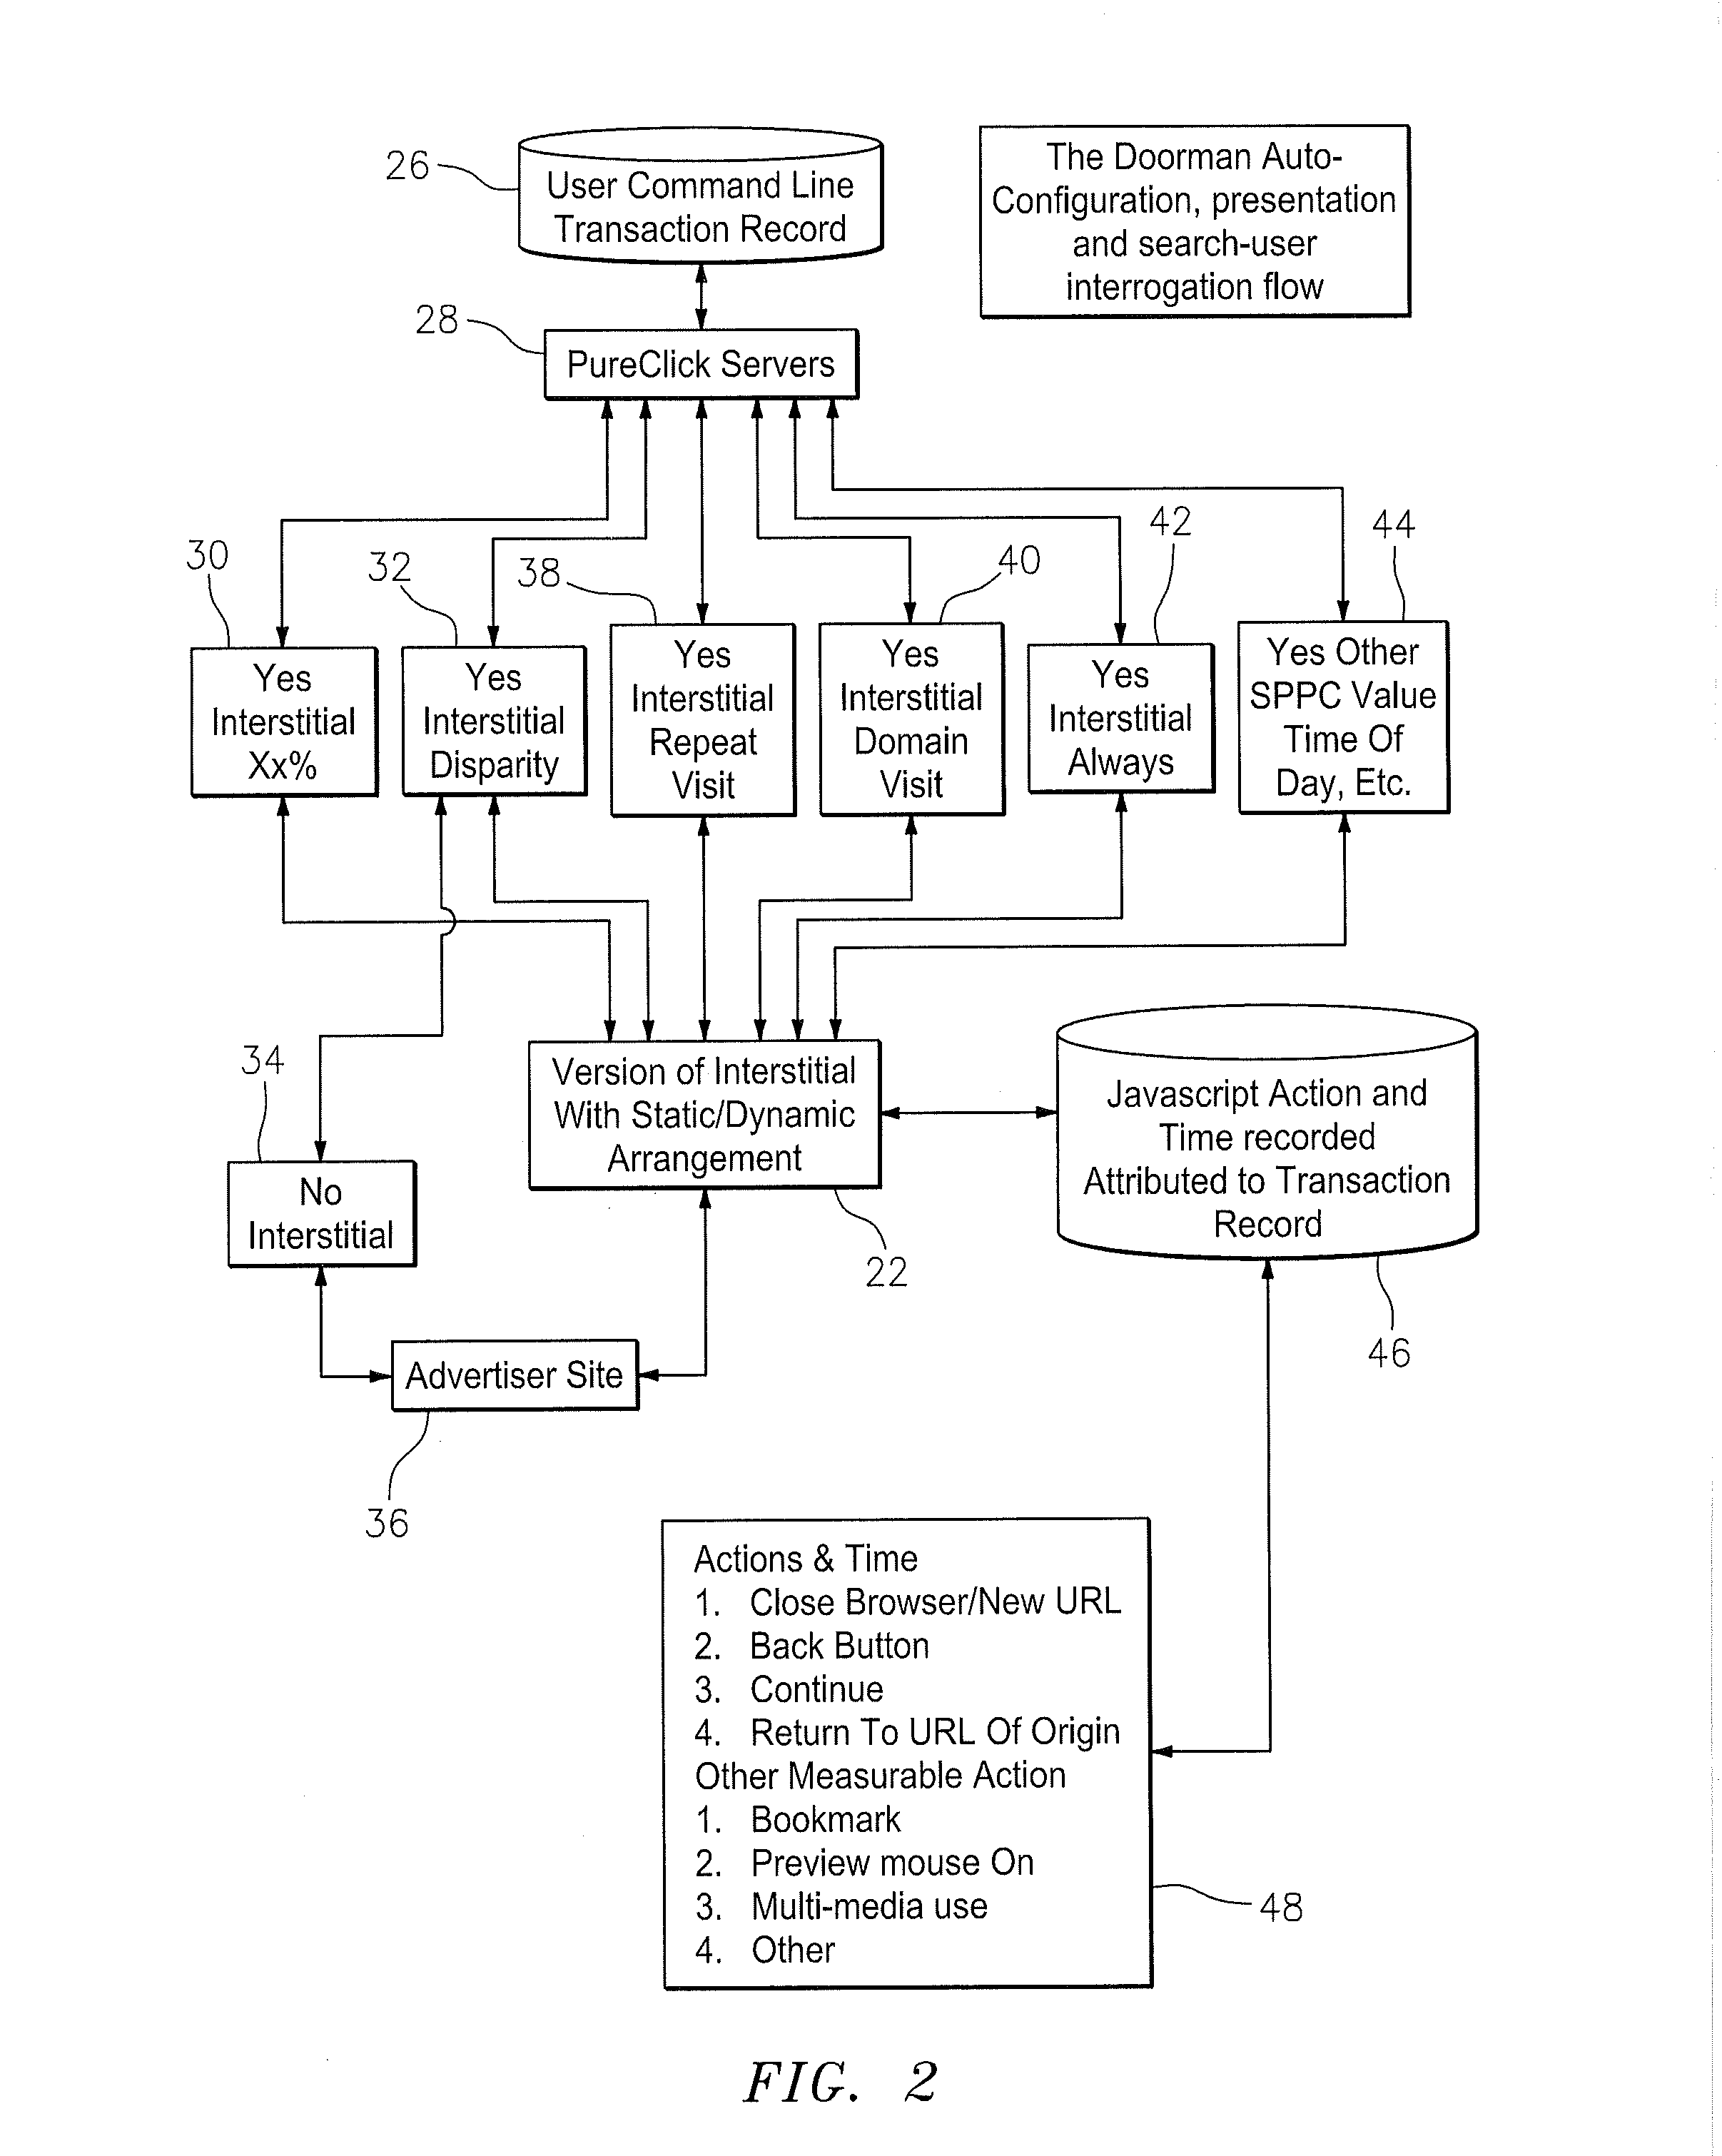 26
User Command Line
Transaction Record
The Doorman Auto-
Configuration, presentation
and search-user
interrogation flow
28
PureClick Servers
30
32
38
40
42
44
Yes
Interstitial
Xx%
Yes
Interstitial
Disparity
Yes
Interstitial
Repeat
Visit
Yes
Interstitial
Domain
Visit
Yes
Interstitial
Always
Yes Other
SPPC Value
Time Of
Day, Etc.
34
No
Interstitial
Version of Interstitial
With Static/Dynamic
Arrangement
22
Javascript Action and
Time recorded
Attributed to Transaction
Record
46
Advertiser Site
36
Actions & Time
1. Close Browser/New URL
2. Back Button
3. Continue
4. Return To URL Of Origin
Other Measurable Action
1. Bookmark
2. Preview mouse On
3. Multi-media use
4. Other
48
FIG. 2